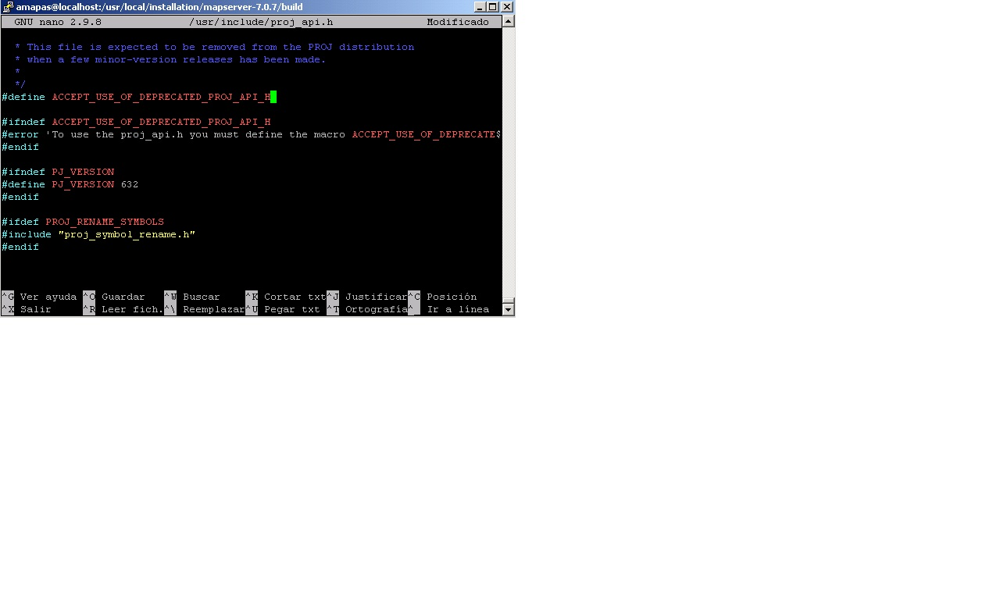 amapas@localhost:/usr/local/installation/mapserver-7.0.7/build
GNU nano 2.9.8 /usr/include/proj_api.h Modificado
* This file is expected to be removed from the PROJ distribution
* when a few minor-version releases has been made.
*
*/
#define ACCEPT_USE_OF_DEPRECATED_PROJ_API_H
#ifndef ACCEPT_USE_OF_DEPRECATED_PROJ_API_H
#error 'To use the proj_api.h you must define the macro ACCEPT_USE_OF_DEPRECATE$
#endif
#ifndef PJ_VERSION
#define PJ_VERSION 632
#endif
#ifdef PROJ_RENAME_SYMBOLS
#include "proj_symbol_rename.h"
#endif
^G Ver ayuda ^O Guardar ^W Buscar ^K Cortar txt ^J Justificar ^C Posición
^X Salir ^R Leer fich. ^\ Reemplazar ^U Pegar txt ^T Ortografía ^_ Ir a línea